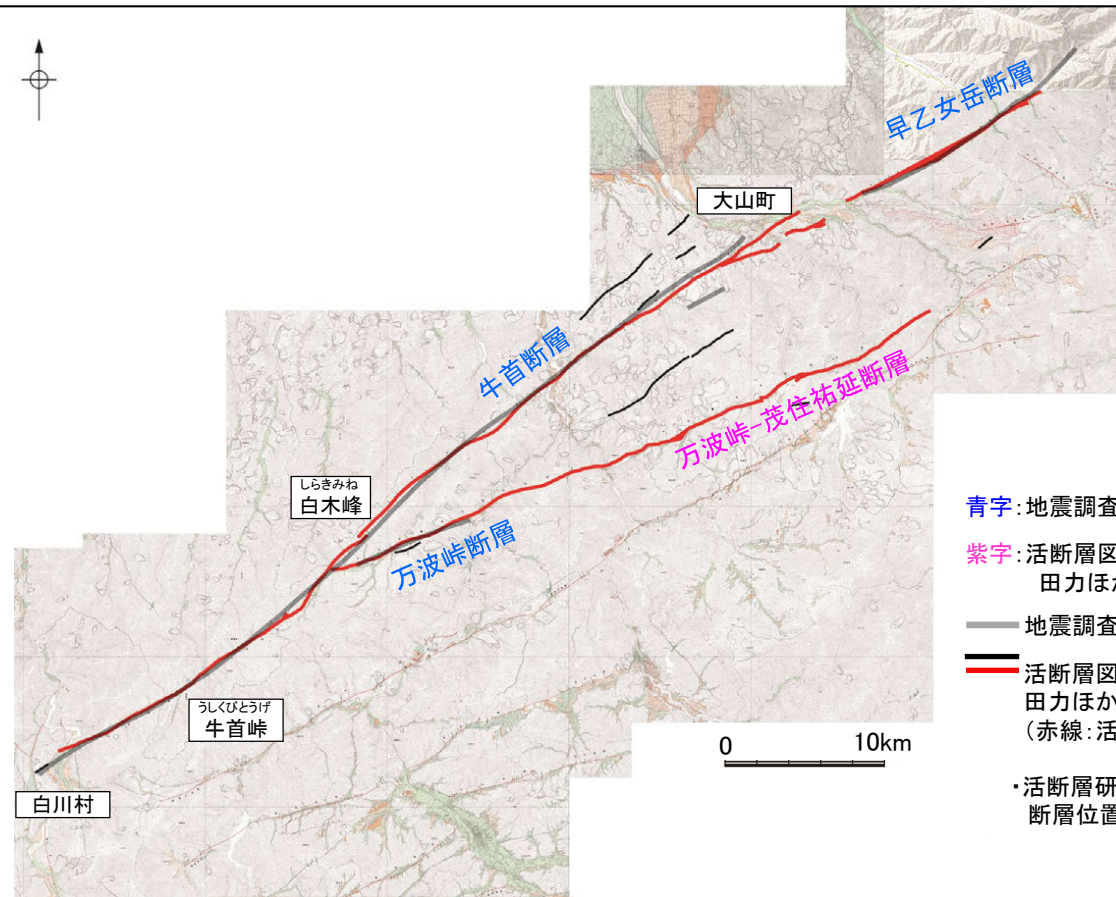 早乙女岳断層
大山町
牛首断層
万波峠-茂住祐延断層
しらきみね
白木峰
万波峠断層
うしくびとうげ
牛首峠
白川村
0 10km
青字:地震調査
紫字:活断層図
田力ほか
地震調査
活断層図
田力ほか
(赤線:活
・活断層研
断層位置